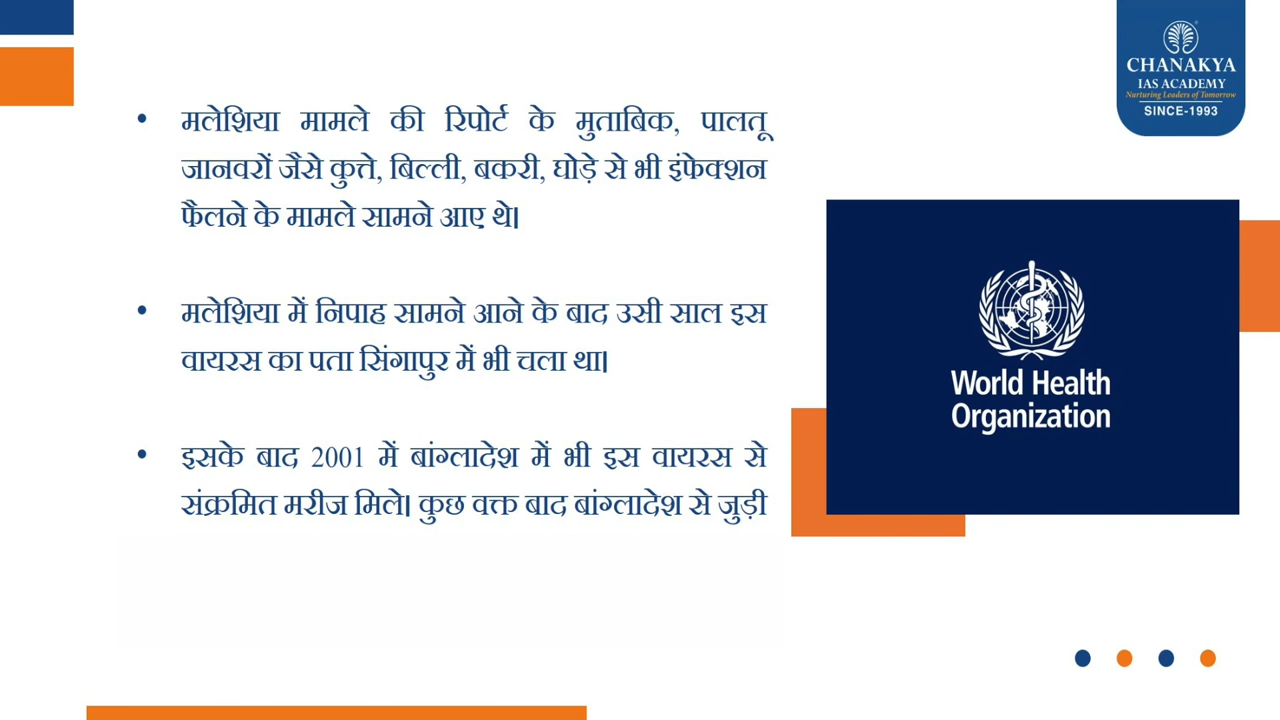 CHANAKYA
IAS ACADEMY
Nurturing Leaders of Tomorrow
SINCE-1993
• मलेशिया मामले की रिपोर्ट के मुताबिक, पालतू
जानवरों जैसे कुत्ते, बिल्ली, बकरी, घोड़े से भी इंफेक्शन
फैलने के मामले सामने आए थे।
• मलेशिया में निपाह सामने आने के बाद उसी साल इस
वायरस का पता सिंगापुर में भी चला था।
• इसके बाद 2001 में बांग्लादेश में भी इस वायरस से
संक्रमित मरीज मिले। कुछ वक्त बाद बांग्लादेश से जुड़ी
World Health
Organization